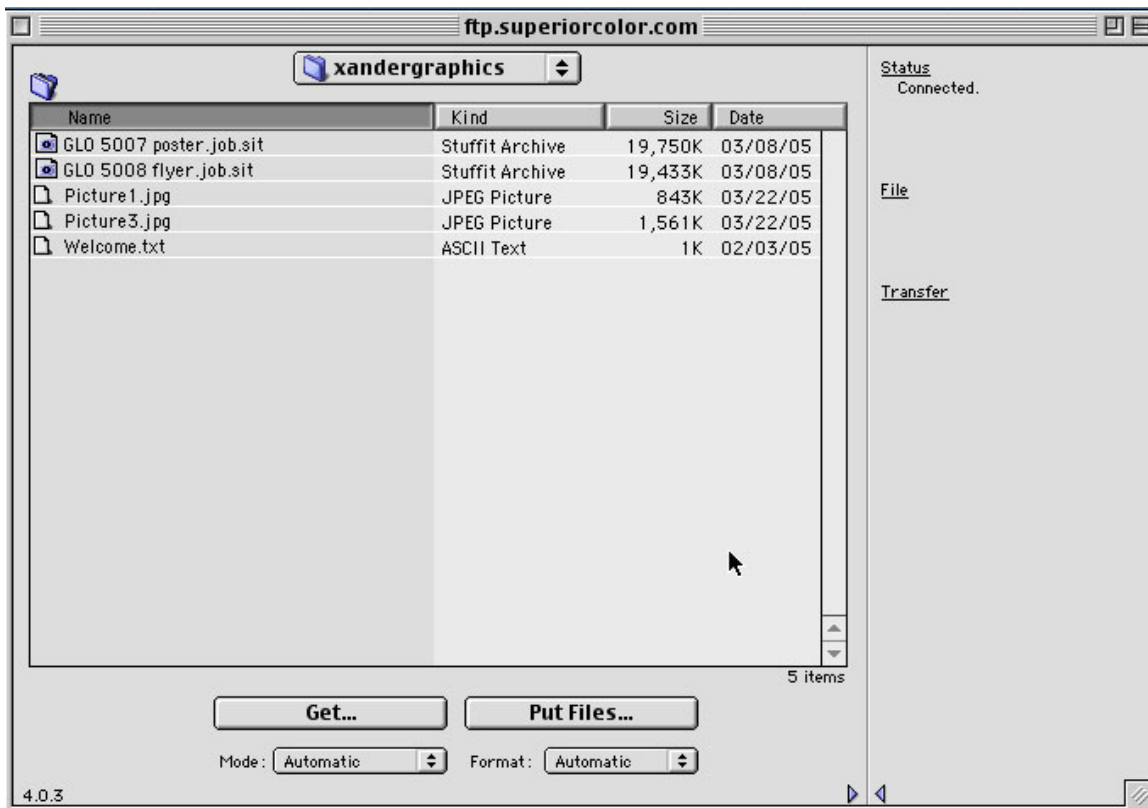 ftp.superiorcolor.com
xandergraphics
Name Kind Size Date
GLO 5007 poster.job.sit Stuffit Archive 19,750K 03/08/05
GLO 5008 flyer.job.sit Stuffit Archive 19,433K 03/08/05
Picture1.jpg JPEG Picture 843K 03/22/05
Picture3.jpg JPEG Picture 1,561K 03/22/05
Welcome.txt ASCII Text 1K 02/03/05
5 items
Get... Put Files...
Mode: Automatic Format: Automatic
4.0.3
Status
Connected.
File
Transfer